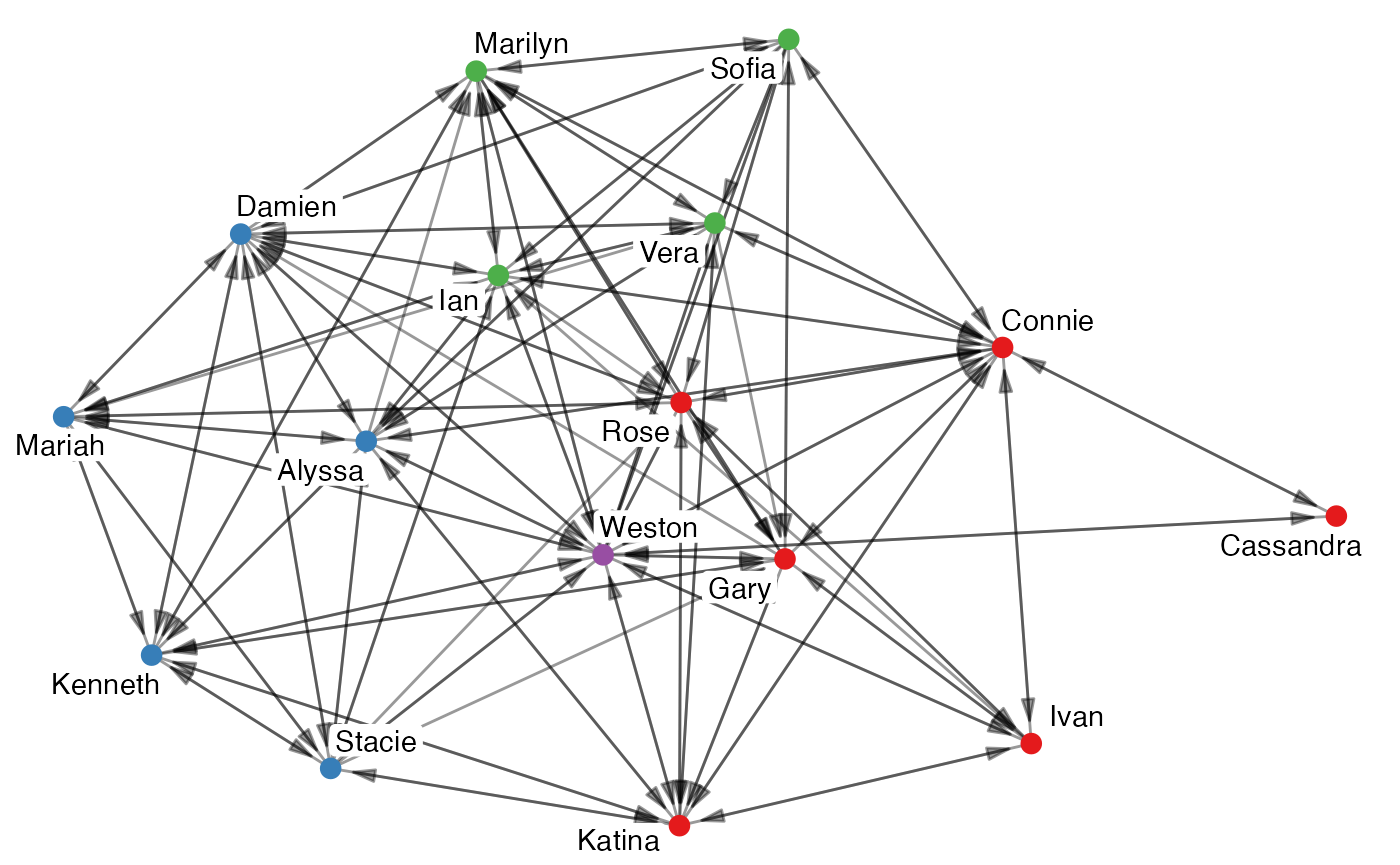 Marilyn
Sofia
Damien
Vera
Ian
Connie
Rose
Mariah
Alyssa
Weston
Cassandra
Gary
Kenneth
Ivan
Stacie
Katina